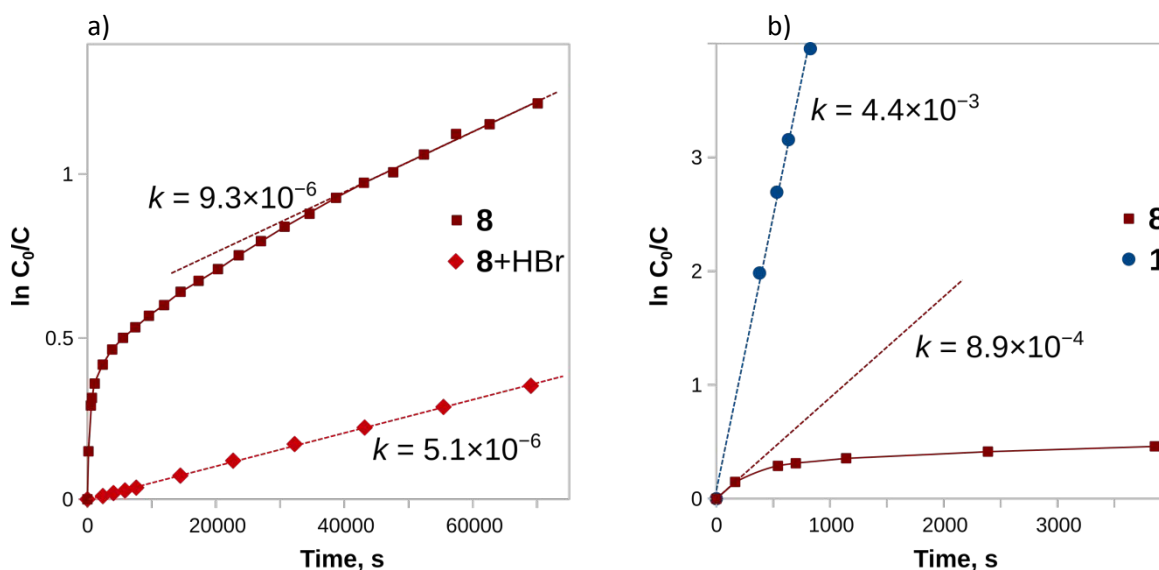 a)
ln C₀/C
1
0.5
0
k = 9.3×10⁻⁶
8
8+HBr
k = 5.1×10⁻⁶
0
20000
40000
60000
Time, s
b)
ln C₀/C
3
2
1
0
k = 4.4×10⁻³
8
1
k = 8.9×10⁻⁴
0
1000
2000
3000
Time, s